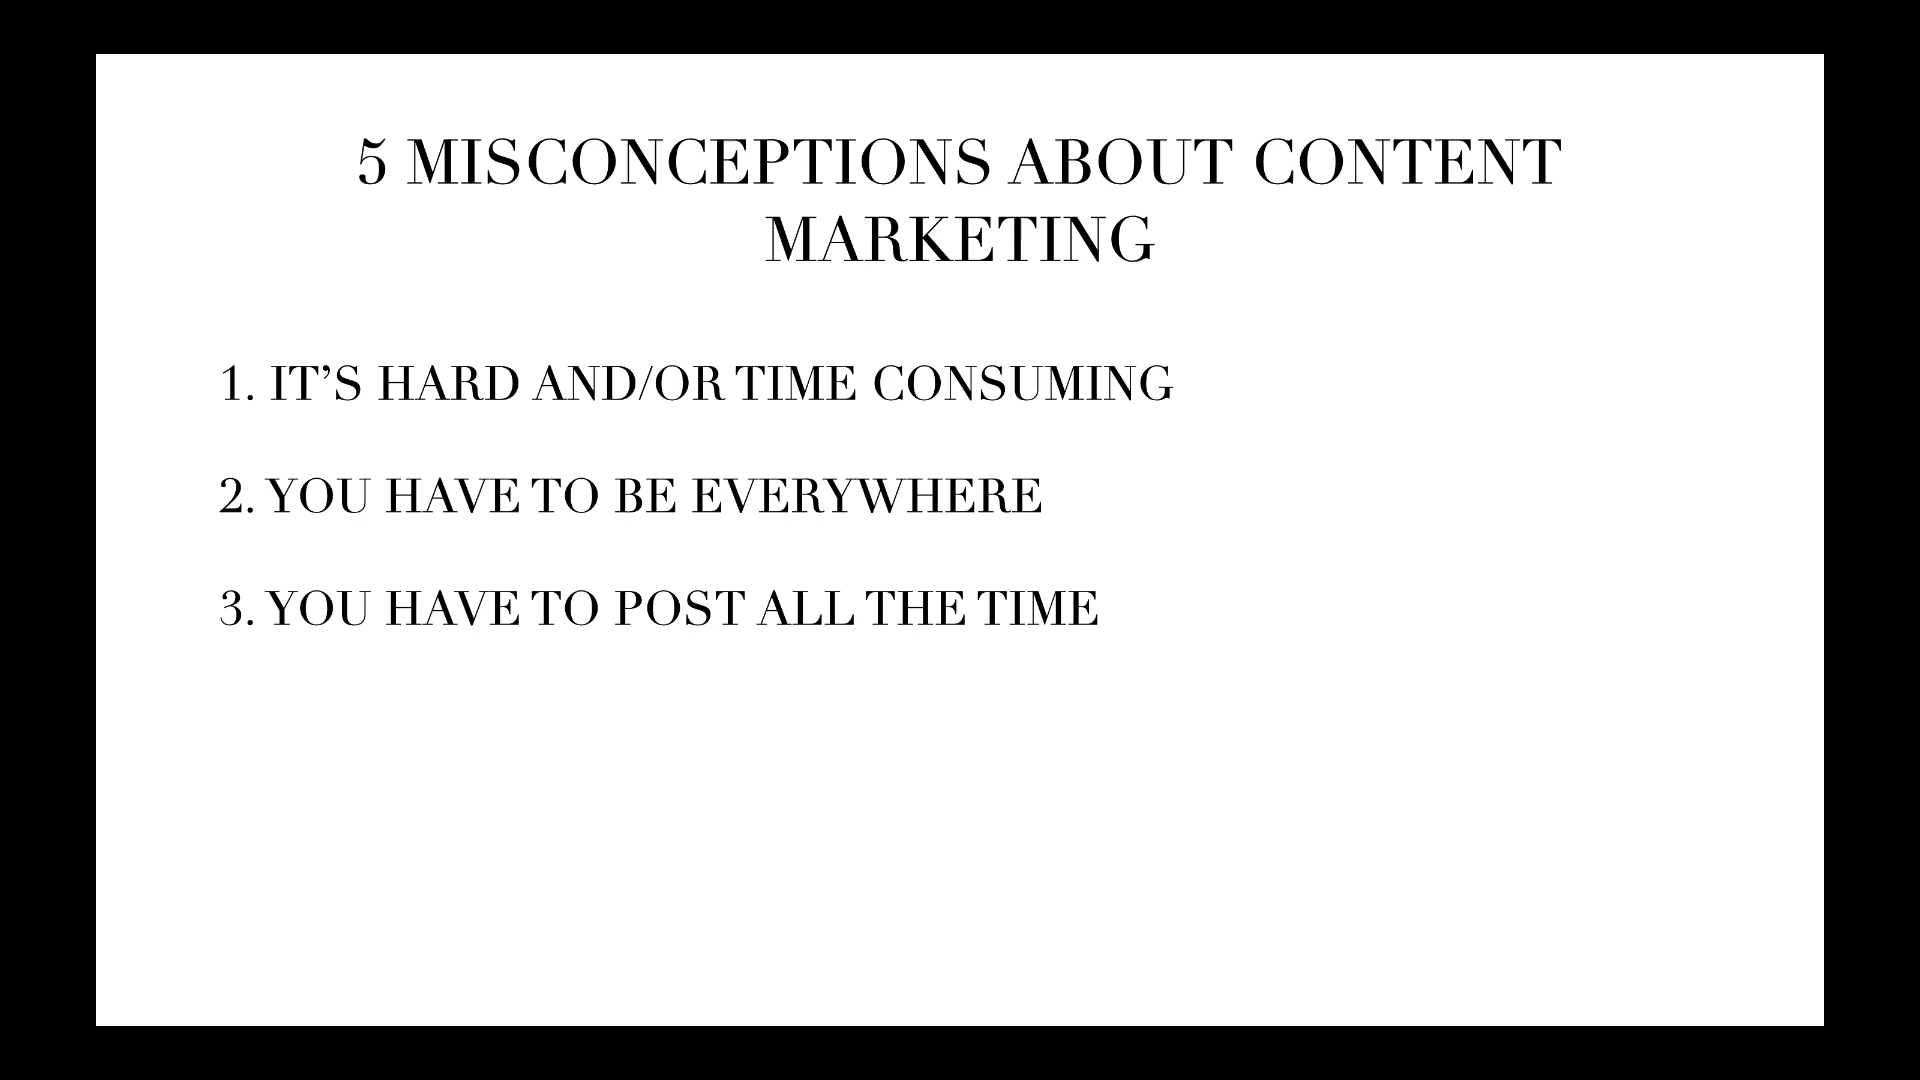 5 MISCONCEPTIONS ABOUT CONTENT
MARKETING
1. IT’S HARD AND/OR TIME CONSUMING
2. YOU HAVE TO BE EVERYWHERE
3. YOU HAVE TO POST ALL THE TIME